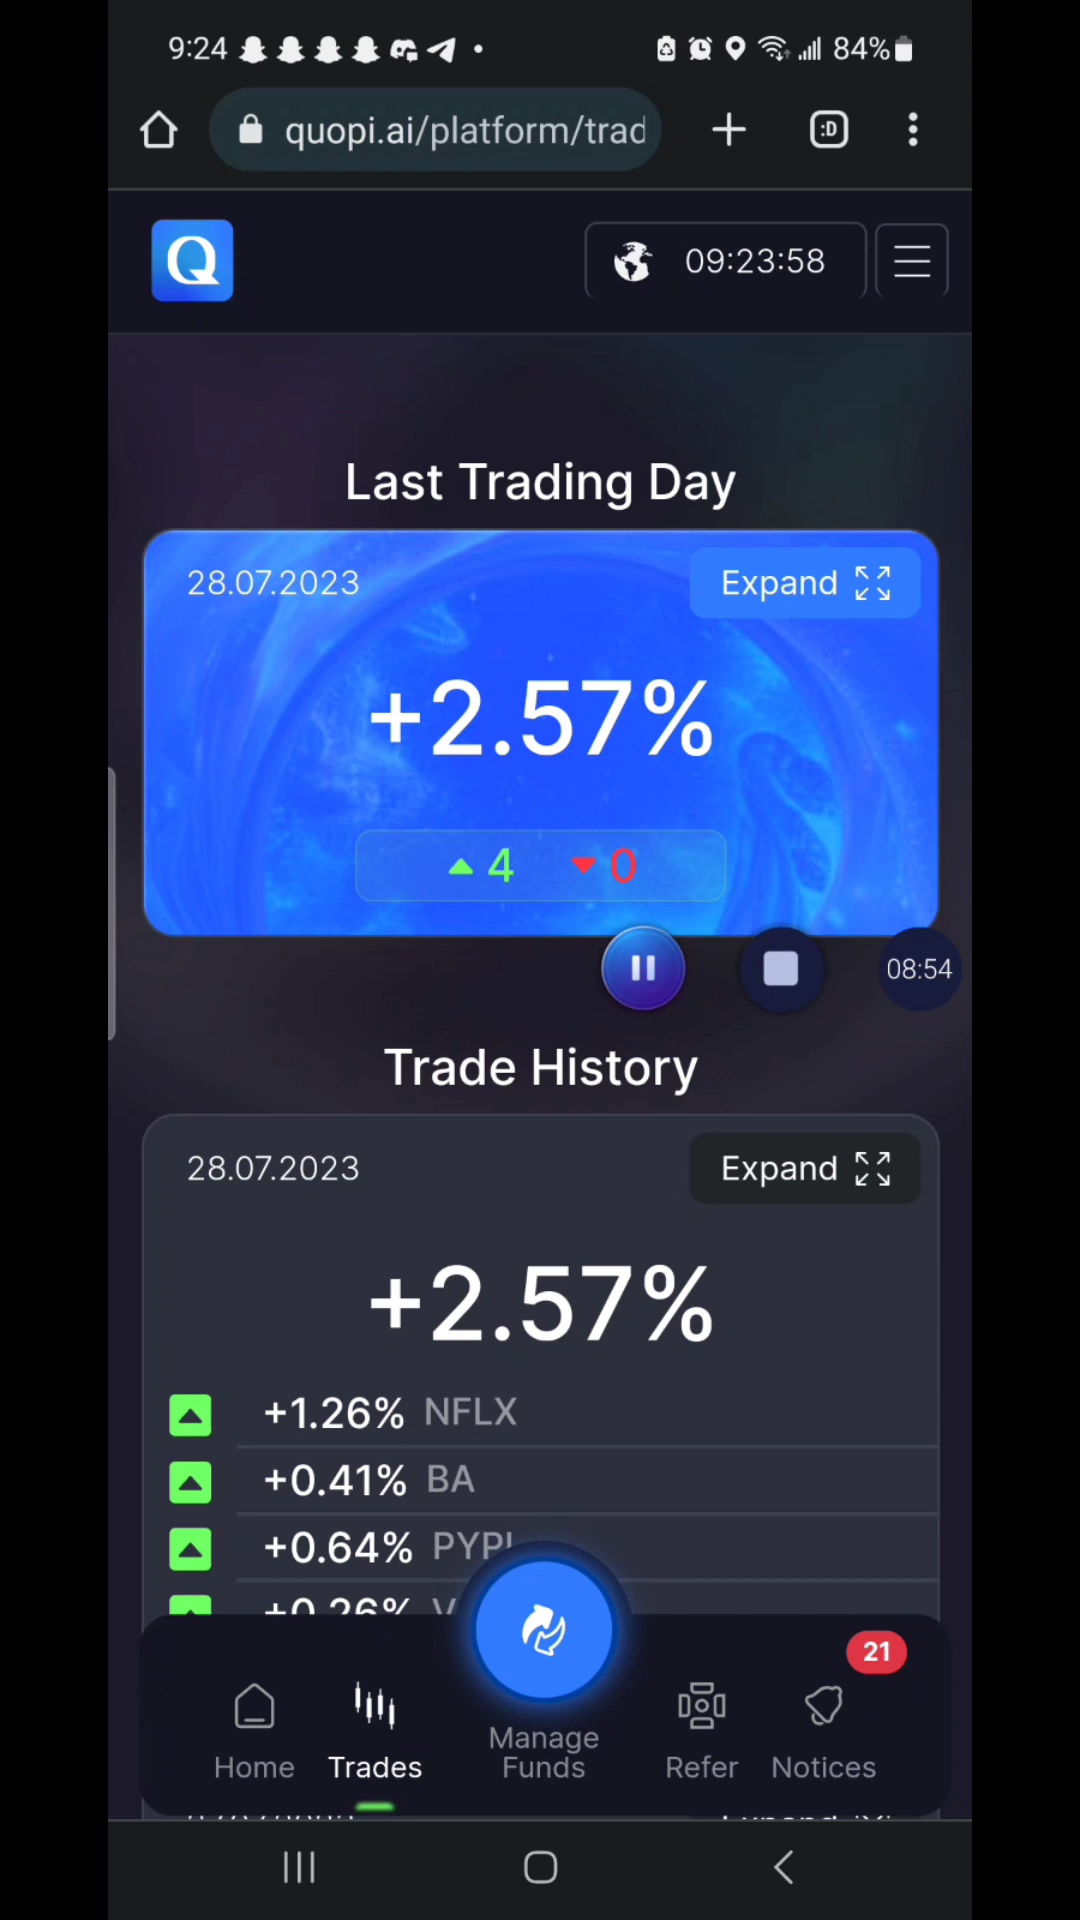 9:24
84%
quopi.ai/platform/trad
:D
Q
09:23:58
Last Trading Day
28.07.2023
Expand
+2.57%
4 0
08:54
Trade History
28.07.2023
Expand
+2.57%
+1.26% NFLX
+0.41% BA
+0.64%
+0.26%
21
Home
Trades
Manage
Funds
Refer
Notices